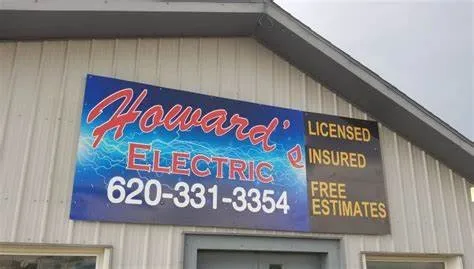 Howard's
ELECTRIC
620-331-3354
LICENSED
INSURED
FREE
ESTIMATES